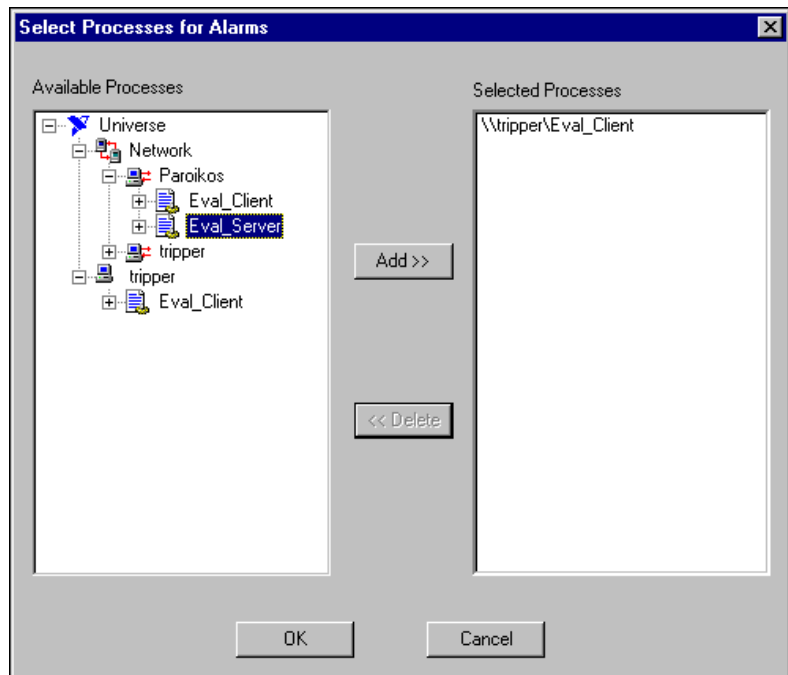 Select Processes for Alarms
Available Processes
Universe
Network
Paroikos
Eval_Client
Eval_Server
tripper
tripper
Eval_Client
Add >>
<< Delete
Selected Processes
\\tripper\Eval_Client
OK
Cancel